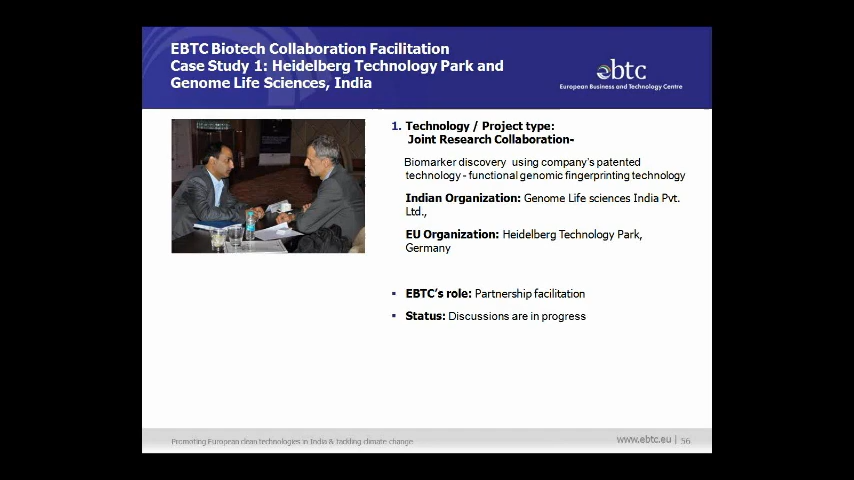 EBTC Biotech Collaboration Facilitation
Case Study 1: Heidelberg Technology Park and
Genome Life Sciences, India
ebtc
European Business and Technology Centre
1. Technology / Project type:
Joint Research Collaboration-
Biomarker discovery using company's patented
technology - functional genomic fingerprinting technology
Indian Organization: Genome Life sciences India Pvt.
Ltd.,
EU Organization: Heidelberg Technology Park,
Germany
▪ EBTC's role: Partnership facilitation
▪ Status: Discussions are in progress
Promoting European clean technologies in India & Tackling climate change
www.ebtc.eu | 56